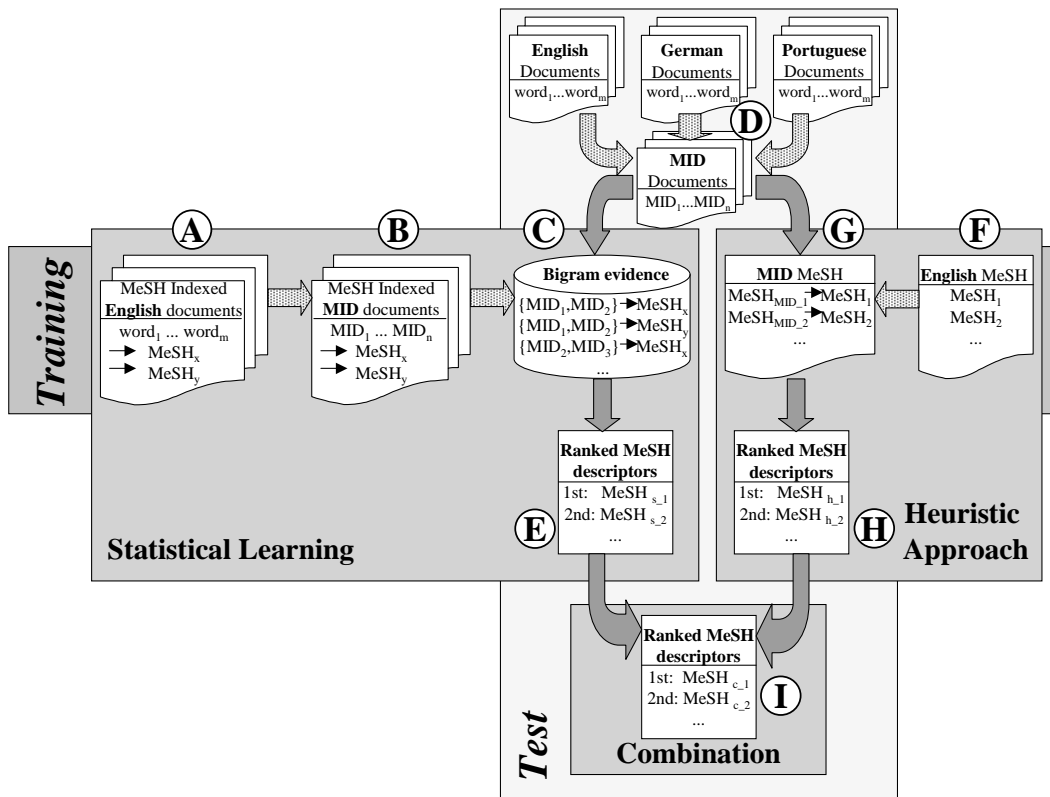 English
Documents
word1...wordm
German
Documents
word1...wordm
Portuguese
Documents
word1...wordm
D
MID
Documents
MID1...MIDn
A
B
C
G
F
Training
MeSH Indexed
English documents
word1 ... wordm
→ MeSHx
→ MeSHy
MeSH Indexed
MID documents
MID1 ... MIDn
→ MeSHx
→ MeSHy
Bigram evidence
{MID1,MID2}→MeSHx
{MID1,MID2}→MeSHy
{MID2,MID3}→MeSHx
...
MID MeSH
MeSHMID_1→MeSH1
MeSHMID_2→MeSH2
...
English MeSH
MeSH1
MeSH2
...
Ranked MeSH
descriptors
1st: MeSH s_1
2nd: MeSH s_2
...
E
Statistical Learning
Ranked MeSH
descriptors
1st: MeSH h_1
2nd: MeSH h_2
...
H
Heuristic
Approach
Ranked MeSH
descriptors
1st: MeSH c_1
2nd: MeSH c_2
...
I
Test
Combination